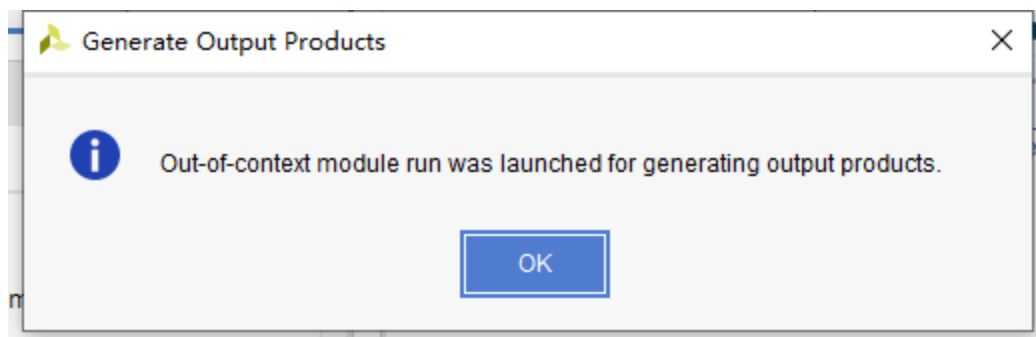 Generate Output Products
Out-of-context module run was launched for generating output products.
OK